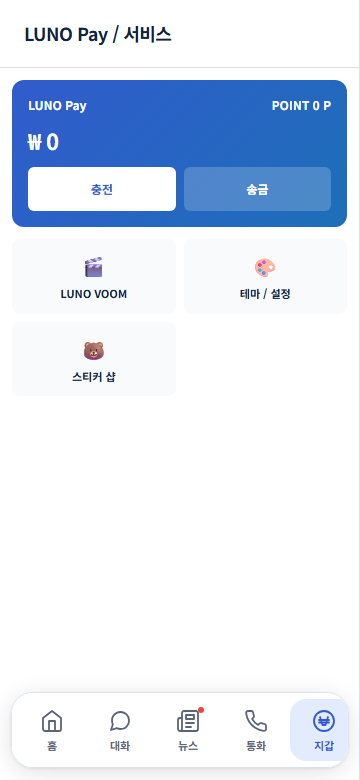 LUNO Pay / 서비스
LUNO Pay
POINT 0 P
₩ 0
충전
송금
LUNO VOOM
테마 / 설정
스티커 샵
홈
대화
뉴스
통화
지갑